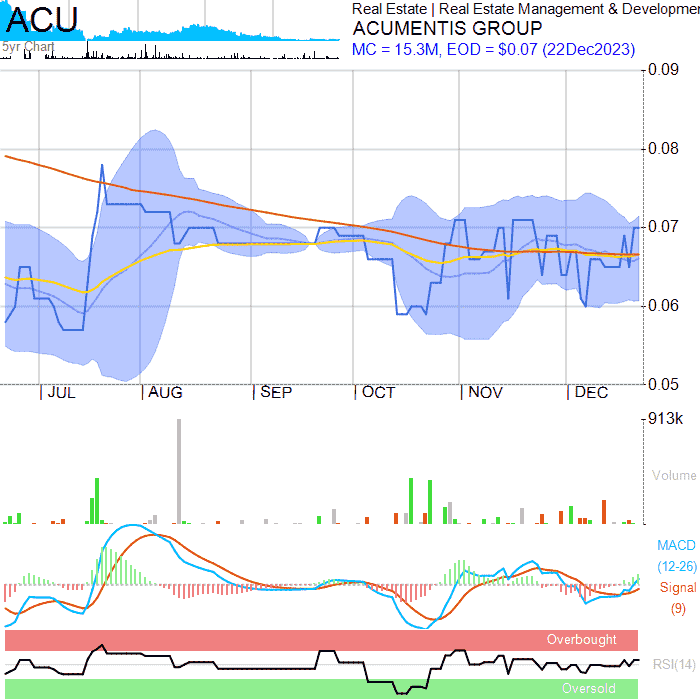 ACU
5yr Chart
Real Estate | Real Estate Management & Developmen
ACUMENTIS GROUP
MC = 15.3M, EOD = $0.07 (22Dec2023)
0.09
0.08
0.07
0.06
0.05
| JUL | AUG | SEP | OCT | NOV | DEC
913k
Volume
MACD
(12-26)
Signal
(9)
Overbought
RSI(14)
Oversold